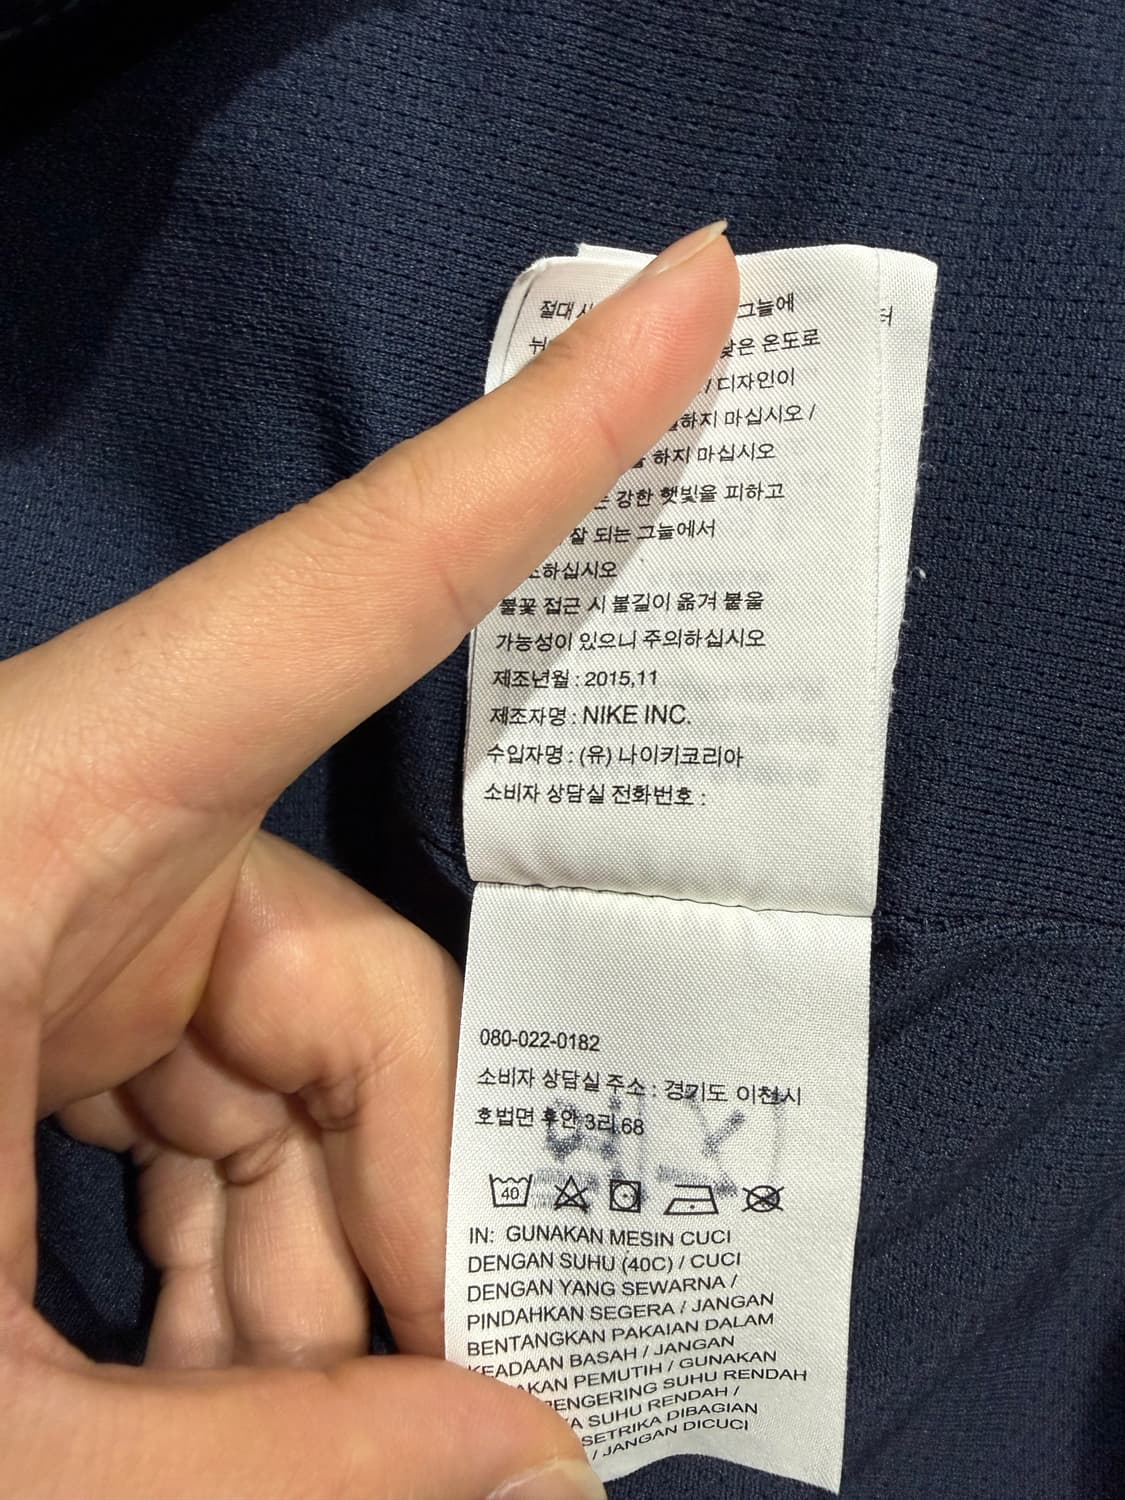 절대 그늘에
낮은 온도로
/ 디자인이
하지 마십시오 /
하지 마십시오
강한 햇빛을 피하고
잘 되는 그늘에서
하십시오
불꽃 접근 시 불길이 옮겨 붙을
가능성이 있으니 주의하십시오
제조년월 : 2015,11
제조자명 : NIKE INC.
수입자명 : (유) 나이키코리아
소비자 상담실 전화번호 :
080-022-0182
소비자 상담실 주소 : 경기도 이천시
호법면 후안 3리 68
40
IN: GUNAKAN MESIN CUCI
DENGAN SUHU (40C) / CUCI
DENGAN YANG SEWARNA /
PINDAHKAN SEGERA / JANGAN
BENTANGKAN PAKAIAN DALAM
KEADAAN BASAH / JANGAN
PEMUTIH / GUNAKAN
PENGERING SUHU RENDAH
SUHU RENDAH /
SETRIKA DIBAGIAN
/ JANGAN DICUCI